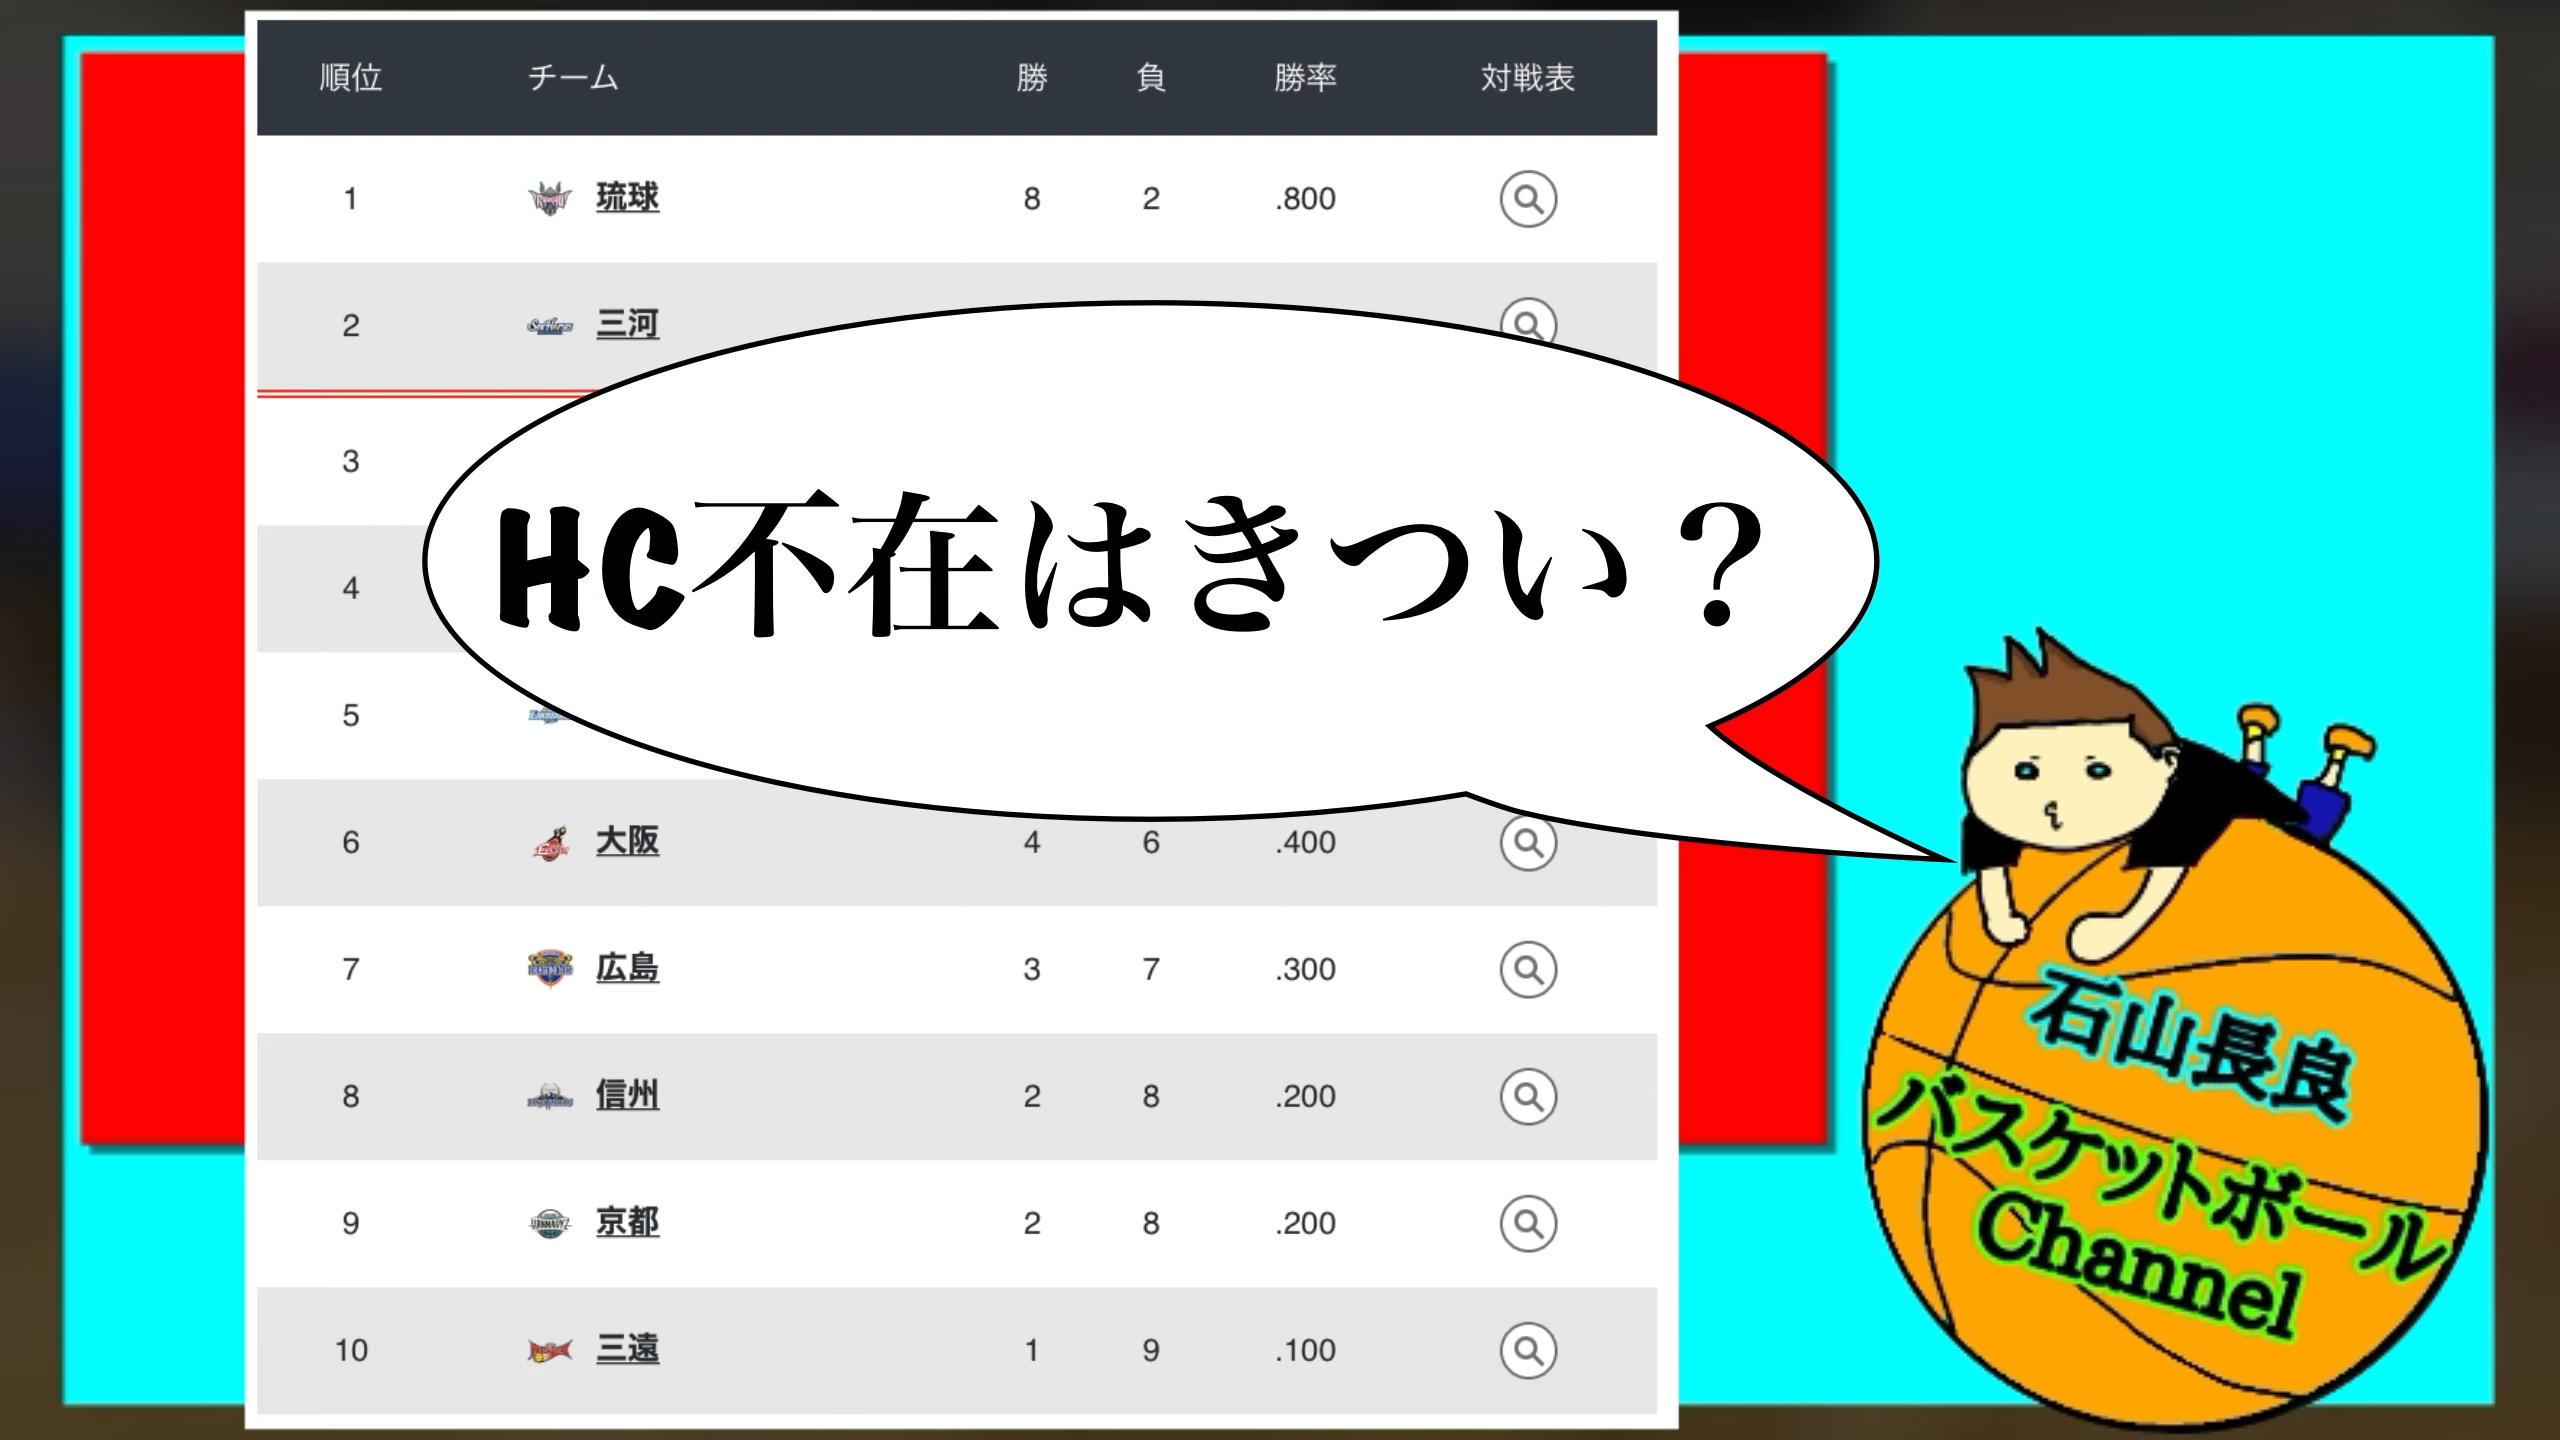 順位 チーム 勝 負 勝率 対戦表
1 琉球 8 2 .800
2 三河
3
HC不在はきつい？
4
5
6 大阪 4 6 .400
7 広島 3 7 .300
8 信州 2 8 .200
9 京都 2 8 .200
10 三遠 1 9 .100
石山長良
バスケットボール
Channel